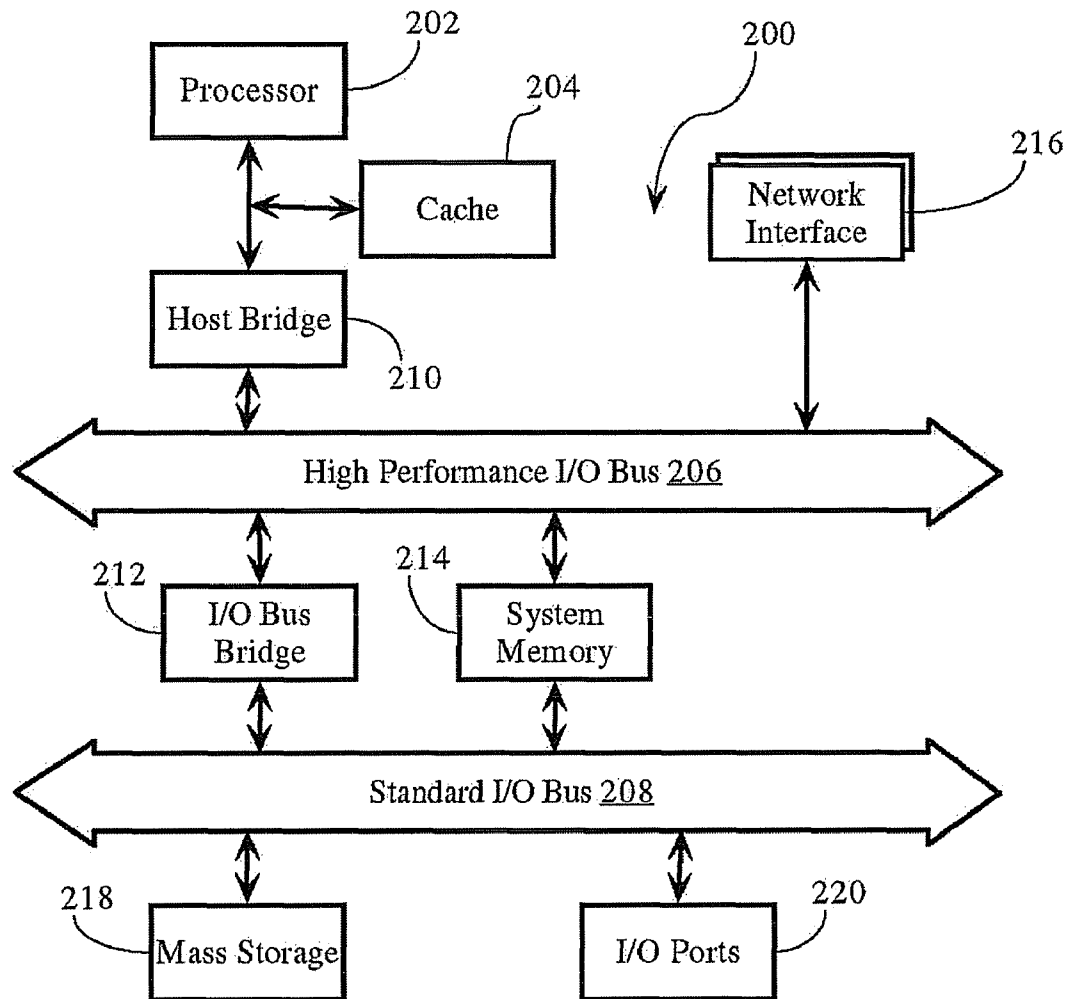 202
200
Processor
204
216
Cache
Network
Interface
Host Bridge
210
High Performance I/O Bus 206
212
214
I/O Bus
Bridge
System
Memory
Standard I/O Bus 208
218
220
Mass Storage
I/O Ports